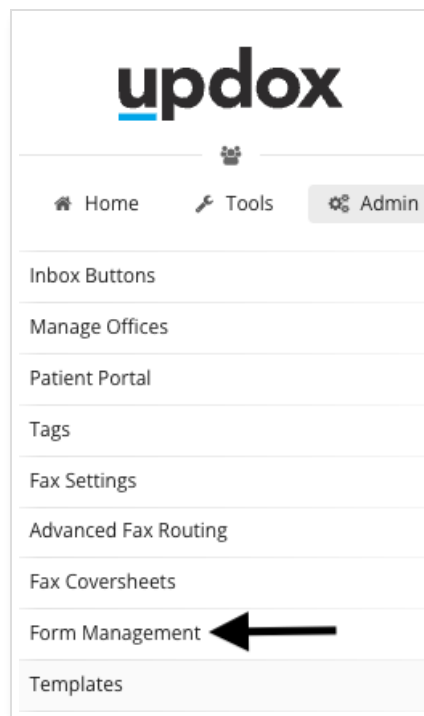 updox
Home Tools Admin
Inbox Buttons
Manage Offices
Patient Portal
Tags
Fax Settings
Advanced Fax Routing
Fax Coversheets
Form Management
Templates